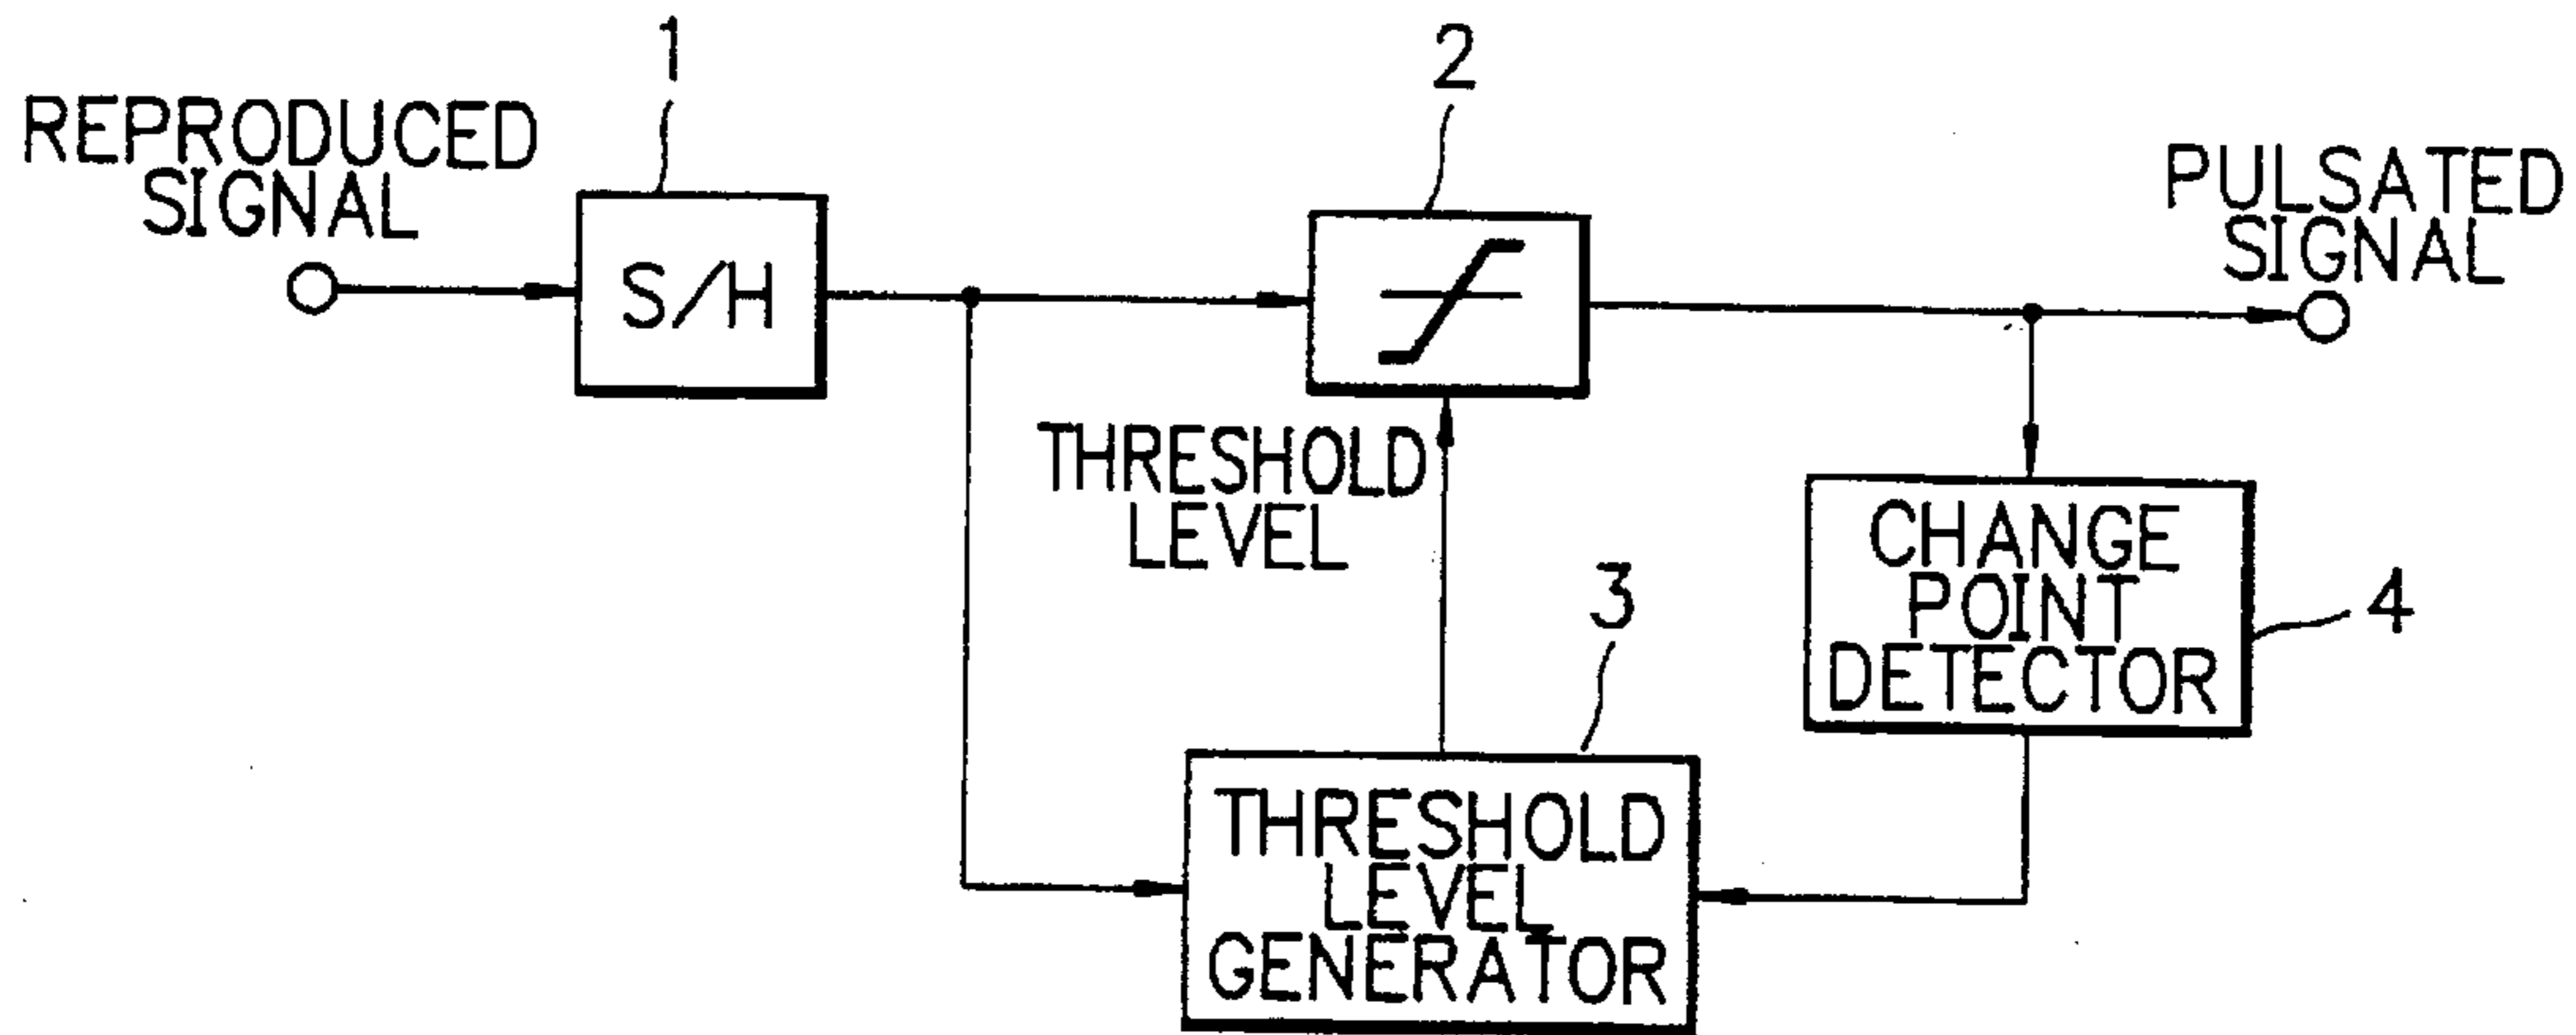 1
2
REPRODUCED
SIGNAL
PULSATED
SIGNAL
S/H
THRESHOLD
LEVEL
CHANGE
POINT
DETECTOR
4
3
THRESHOLD
LEVEL
GENERATOR